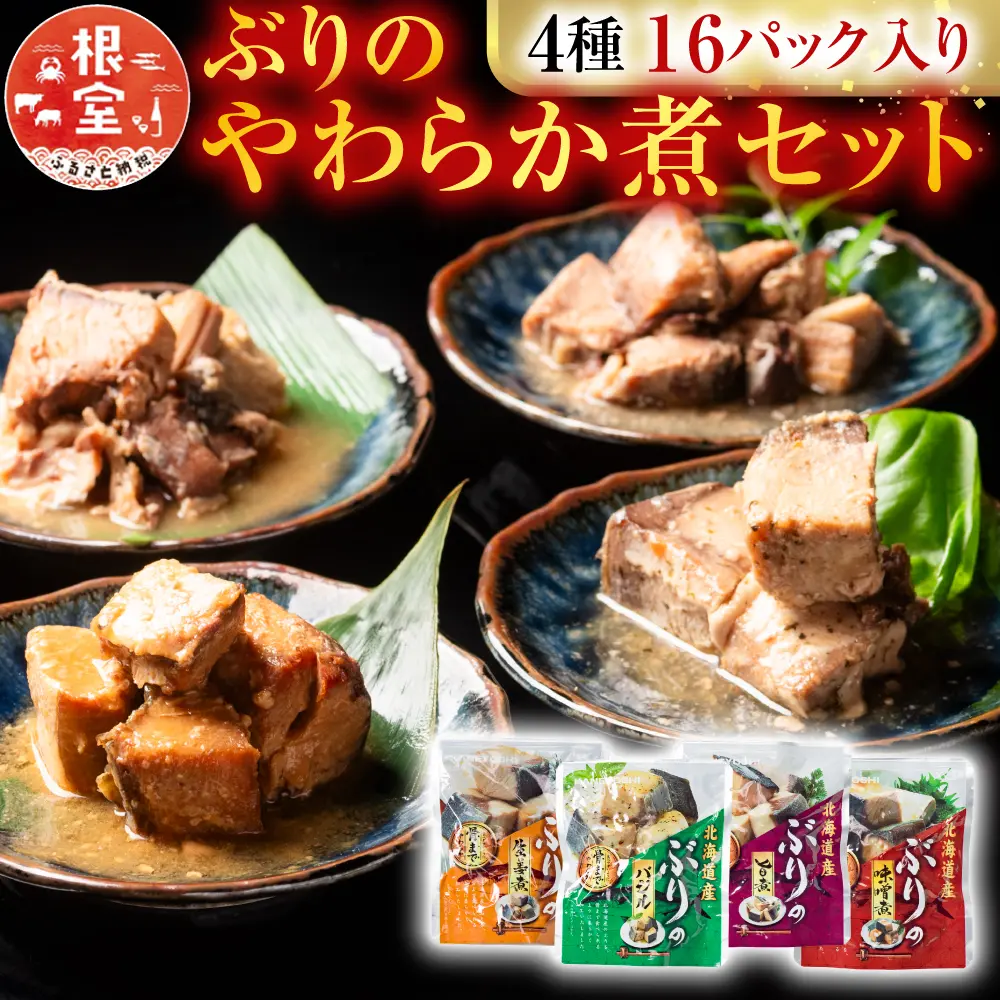 根室
ふるさと納税
ぶりの
4種 16パック入り
やわらか煮セット
骨まで
ぶりの
生姜煮
北海道産
骨まで
ぶりの
バジル
北海道産
ぶりの
旨煮
北海道産
ぶりの
味噌煮